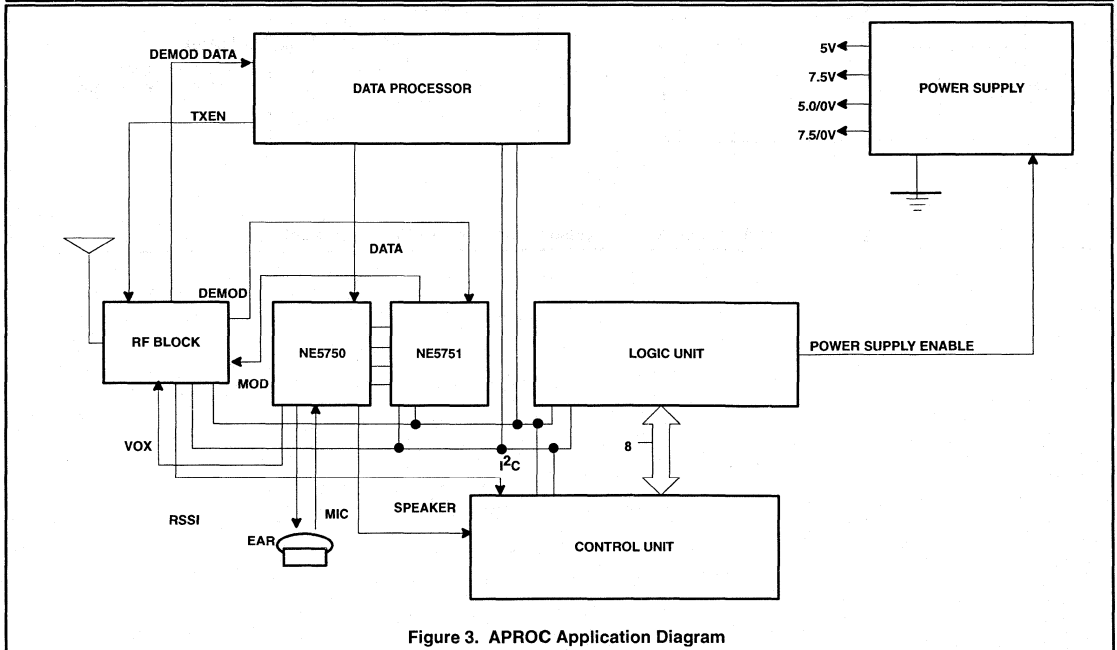 DEMOD DATA
DATA PROCESSOR
TXEN
5V
7.5V
5.0/0V
7.5/0V
POWER SUPPLY
DATA
DEMOD
RF BLOCK
NE5750
NE5751
LOGIC UNIT
POWER SUPPLY ENABLE
MOD
VOX
8
I²C
RSSI
MIC
SPEAKER
EAR
CONTROL UNIT
Figure 3. APROC Application Diagram